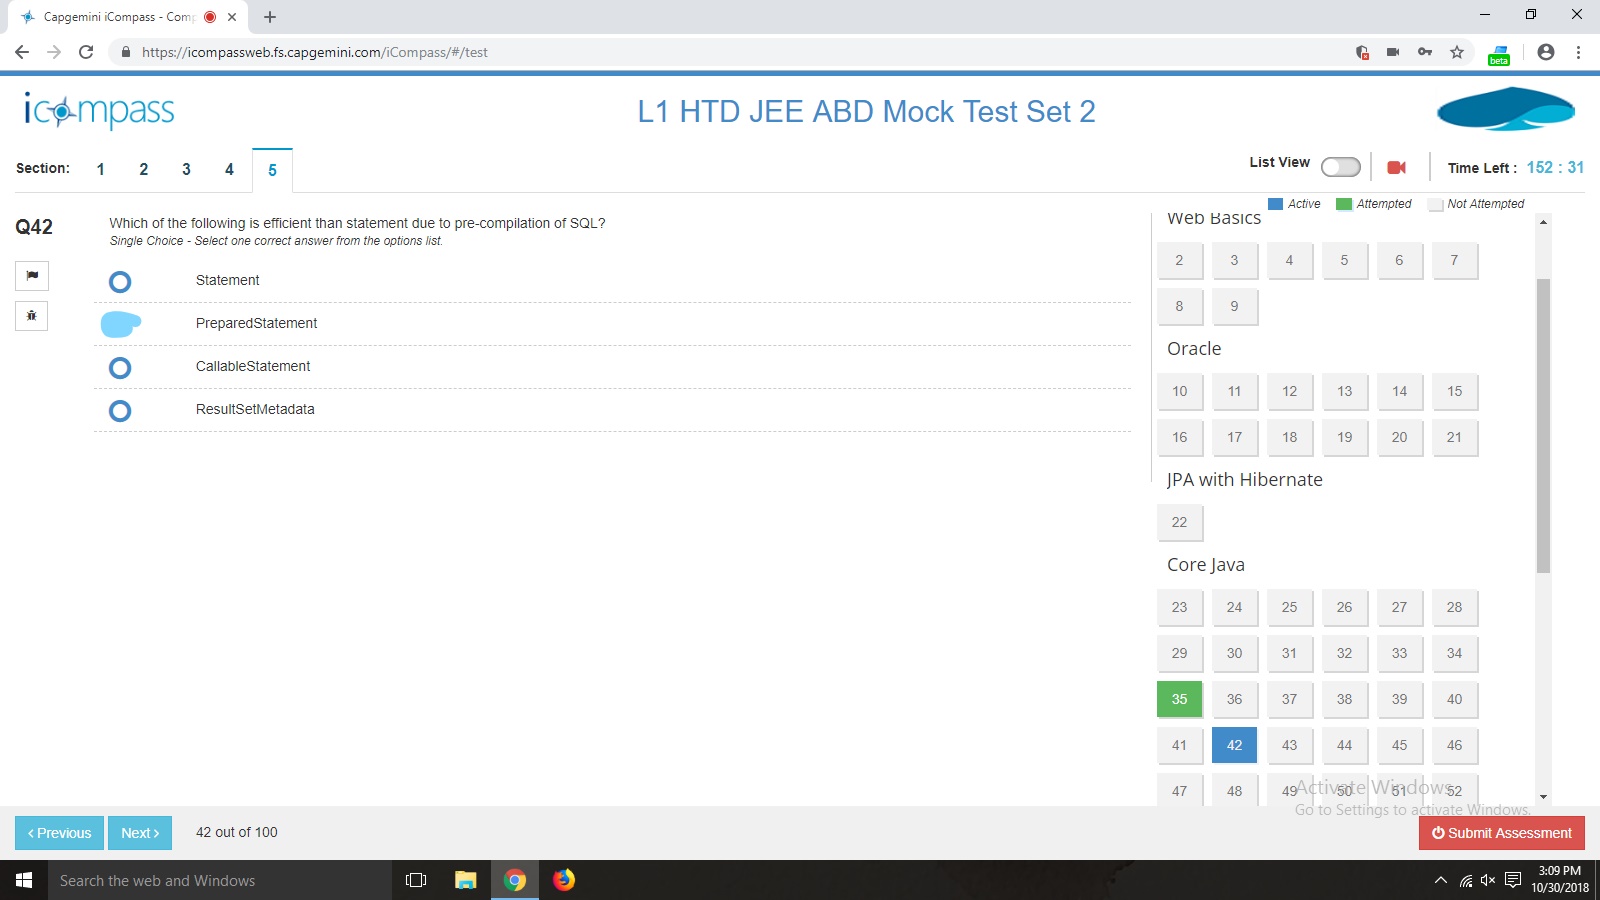 Capgemini iCompass - Comp
https://icompassweb.fs.capgemini.com/iCompass/#/test
beta
icompass
L1 HTD JEE ABD Mock Test Set 2
Section: 1 2 3 4 5
List View
Time Left : 152 : 31
Active Attempted Not Attempted
Q42
Which of the following is efficient than statement due to pre-compilation of SQL?
Single Choice - Select one correct answer from the options list.
Statement
PreparedStatement
CallableStatement
ResultSetMetadata
Web Basics
2 3 4 5 6 7
8 9
Oracle
10 11 12 13 14 15
16 17 18 19 20 21
JPA with Hibernate
22
Core Java
23 24 25 26 27 28
29 30 31 32 33 34
35 36 37 38 39 40
41 42 43 44 45 46
47 48 49 50 51 52
Activate Windows
Go to Settings to activate Windows.
Previous
Next
42 out of 100
Submit Assessment
Search the web and Windows
3:09 PM
10/30/2018